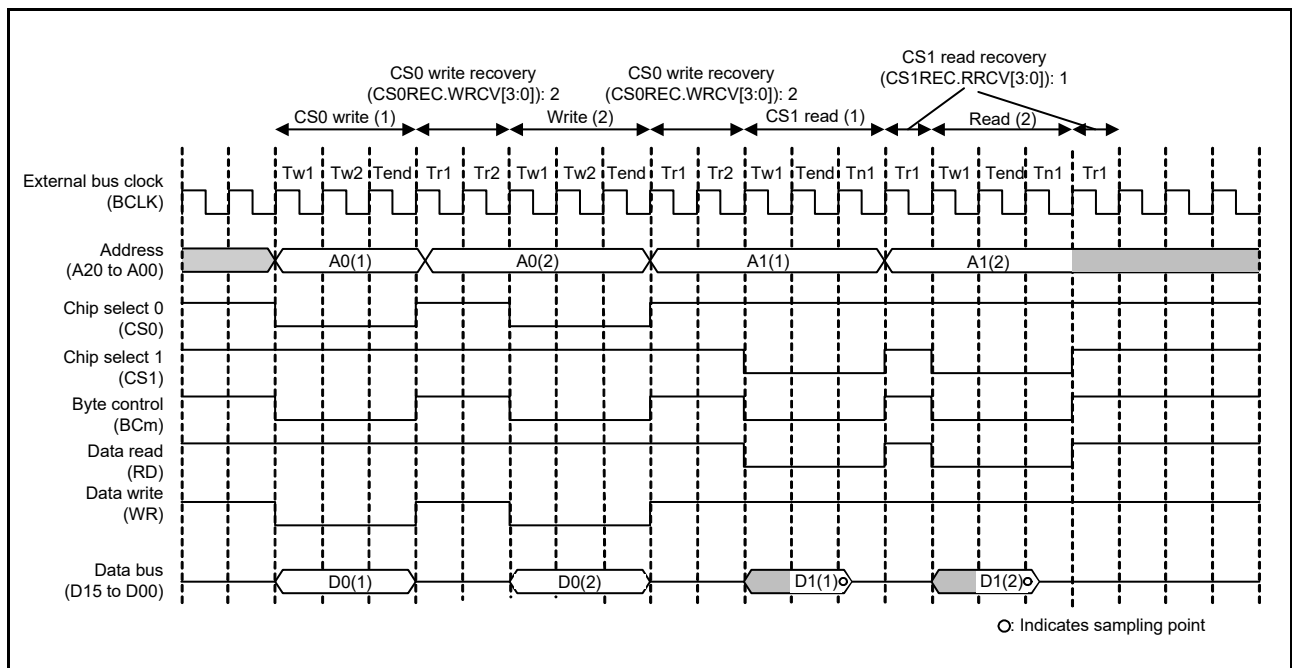 CS1 read recovery
(CS1REC.RRCV[3:0]): 1
CS0 write recovery
(CS0REC.WRCV[3:0]): 2
CS0 write recovery
(CS0REC.WRCV[3:0]): 2
CS0 write (1)
Write (2)
CS1 read (1)
Read (2)
Tw1 Tw2 Tend Tr1 Tr2 Tw1 Tw2 Tend Tr1 Tr2 Tw1 Tend Tn1 Tr1 Tw1 Tend Tn1 Tr1
External bus clock
(BCLK)
Address
(A20 to A00)
A0(1) A0(2) A1(1) A1(2)
Chip select 0
(CS0)
Chip select 1
(CS1)
Byte control
(BCm)
Data read
(RD)
Data write
(WR)
Data bus
(D15 to D00)
D0(1) D0(2) D1(1) D1(2)
: Indicates sampling point